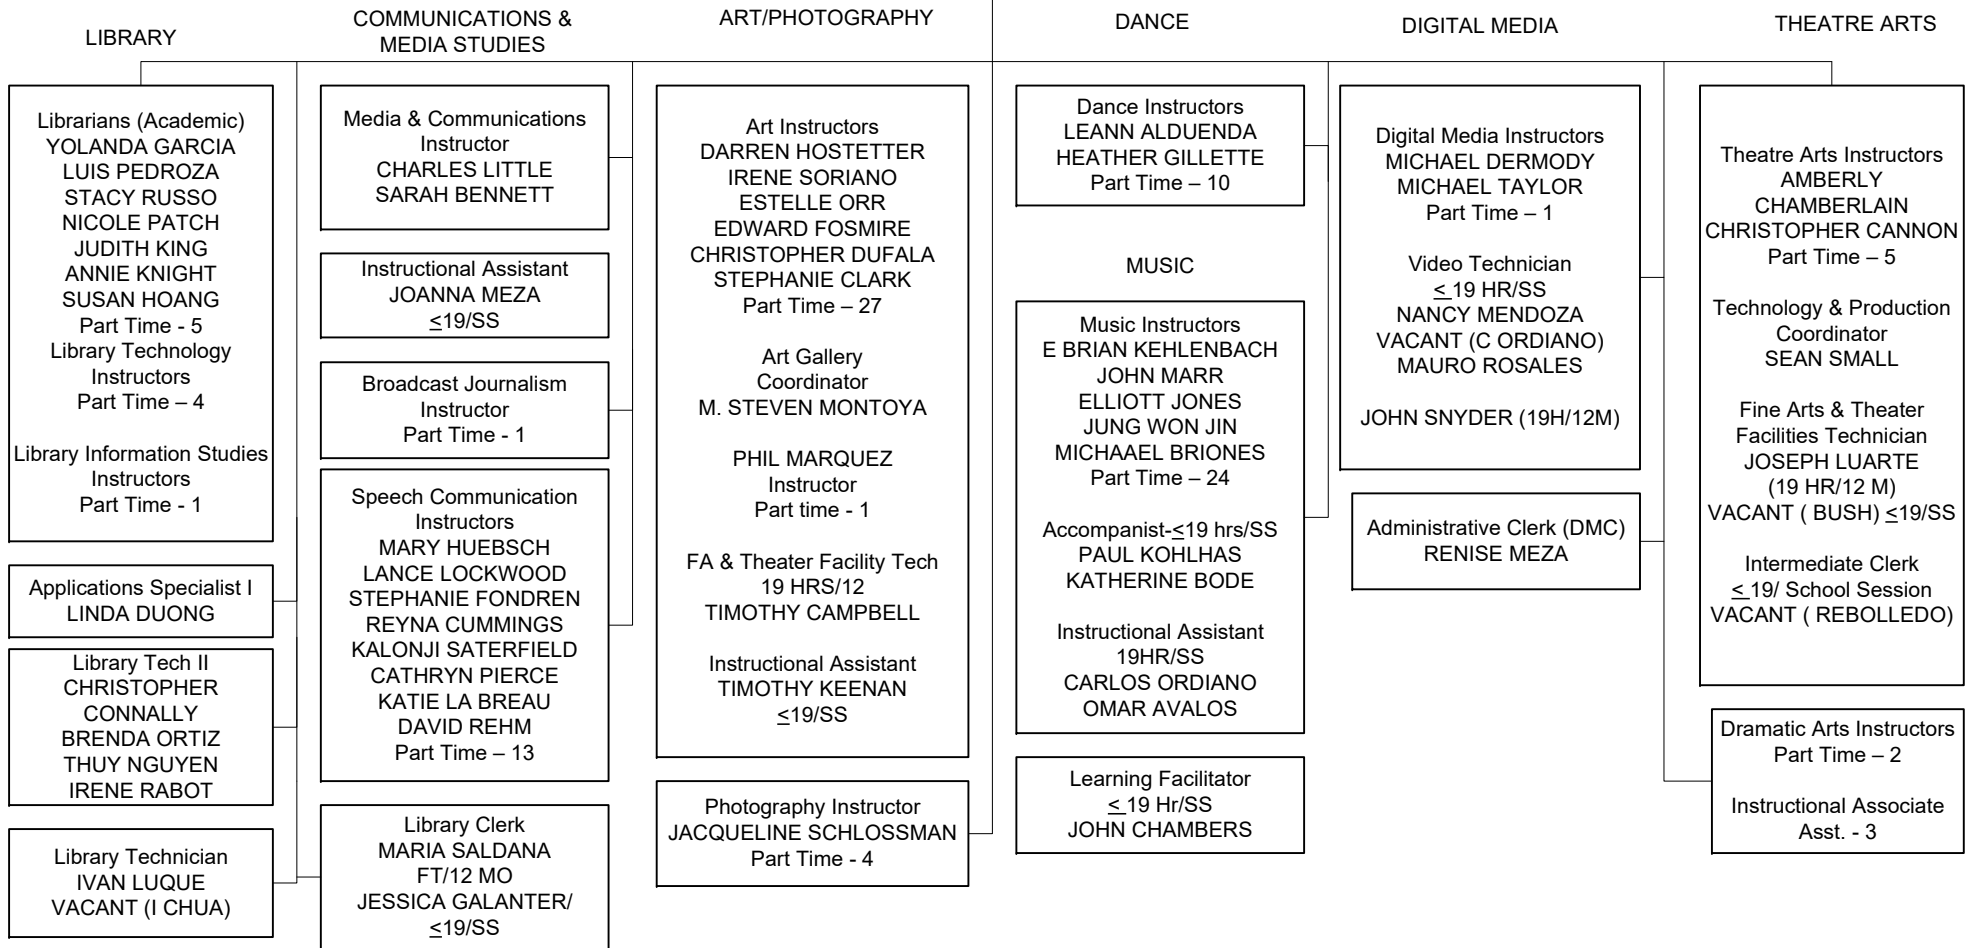 LIBRARY
Librarians (Academic)
YOLANDA GARCIA
LUIS PEDROZA
STACY RUSSO
NICOLE PATCH
JUDITH KING
ANNIE KNIGHT
SUSAN HOANG
Part Time - 5
Library Technology
Instructors
Part Time – 4
Library Information Studies
Instructors
Part Time - 1
Applications Specialist I
LINDA DUONG
Library Tech II
CHRISTOPHER
CONNALLY
BRENDA ORTIZ
THUY NGUYEN
IRENE RABOT
Library Technician
IVAN LUQUE
VACANT (I CHUA)
COMMUNICATIONS &
MEDIA STUDIES
Media & Communications
Instructor
CHARLES LITTLE
SARAH BENNETT
Instructional Assistant
JOANNA MEZA
<19/SS
Broadcast Journalism
Instructor
Part Time - 1
Speech Communication
Instructors
MARY HUEBSCH
LANCE LOCKWOOD
STEPHANIE FONDREN
REYNA CUMMINGS
KALONJI SATERFIELD
CATHRYN PIERCE
KATIE LA BREAU
DAVID REHM
Part Time – 13
Library Clerk
MARIA SALDANA
FT/12 MO
JESSICA GALANTER/
<19/SS
ART/PHOTOGRAPHY
Art Instructors
DARREN HOSTETTER
IRENE SORIANO
ESTELLE ORR
EDWARD FOSMIRE
CHRISTOPHER DUFALA
STEPHANIE CLARK
Part Time – 27
Art Gallery
Coordinator
M. STEVEN MONTOYA
PHIL MARQUEZ
Instructor
Part time - 1
FA & Theater Facility Tech
19 HRS/12
TIMOTHY CAMPBELL
Instructional Assistant
TIMOTHY KEENAN
<19/SS
Photography Instructor
JACQUELINE SCHLOSSMAN
Part Time - 4
DANCE
Dance Instructors
LEANN ALDUENDA
HEATHER GILLETTE
Part Time – 10
MUSIC
Music Instructors
E BRIAN KEHLENBACH
JOHN MARR
ELLIOTT JONES
JUNG WON JIN
MICHAAEL BRIONES
Part Time – 24
Accompanist-<19 hrs/SS
PAUL KOHLHAS
KATHERINE BODE
Instructional Assistant
19HR/SS
CARLOS ORDIANO
OMAR AVALOS
Learning Facilitator
< 19 Hr/SS
JOHN CHAMBERS
DIGITAL MEDIA
Digital Media Instructors
MICHAEL DERMODY
MICHAEL TAYLOR
Part Time – 1
Video Technician
< 19 HR/SS
NANCY MENDOZA
VACANT (C ORDIANO)
MAURO ROSALES
JOHN SNYDER (19H/12M)
Administrative Clerk (DMC)
RENISE MEZA
THEATRE ARTS
Theatre Arts Instructors
AMBERLY
CHAMBERLAIN
CHRISTOPHER CANNON
Part Time – 5
Technology & Production
Coordinator
SEAN SMALL
Fine Arts & Theater
Facilities Technician
JOSEPH LUARTE
(19 HR/12 M)
VACANT ( BUSH) <19/SS
Intermediate Clerk
< 19/ School Session
VACANT ( REBOLLEDO)
Dramatic Arts Instructors
Part Time – 2
Instructional Associate
Asst. - 3